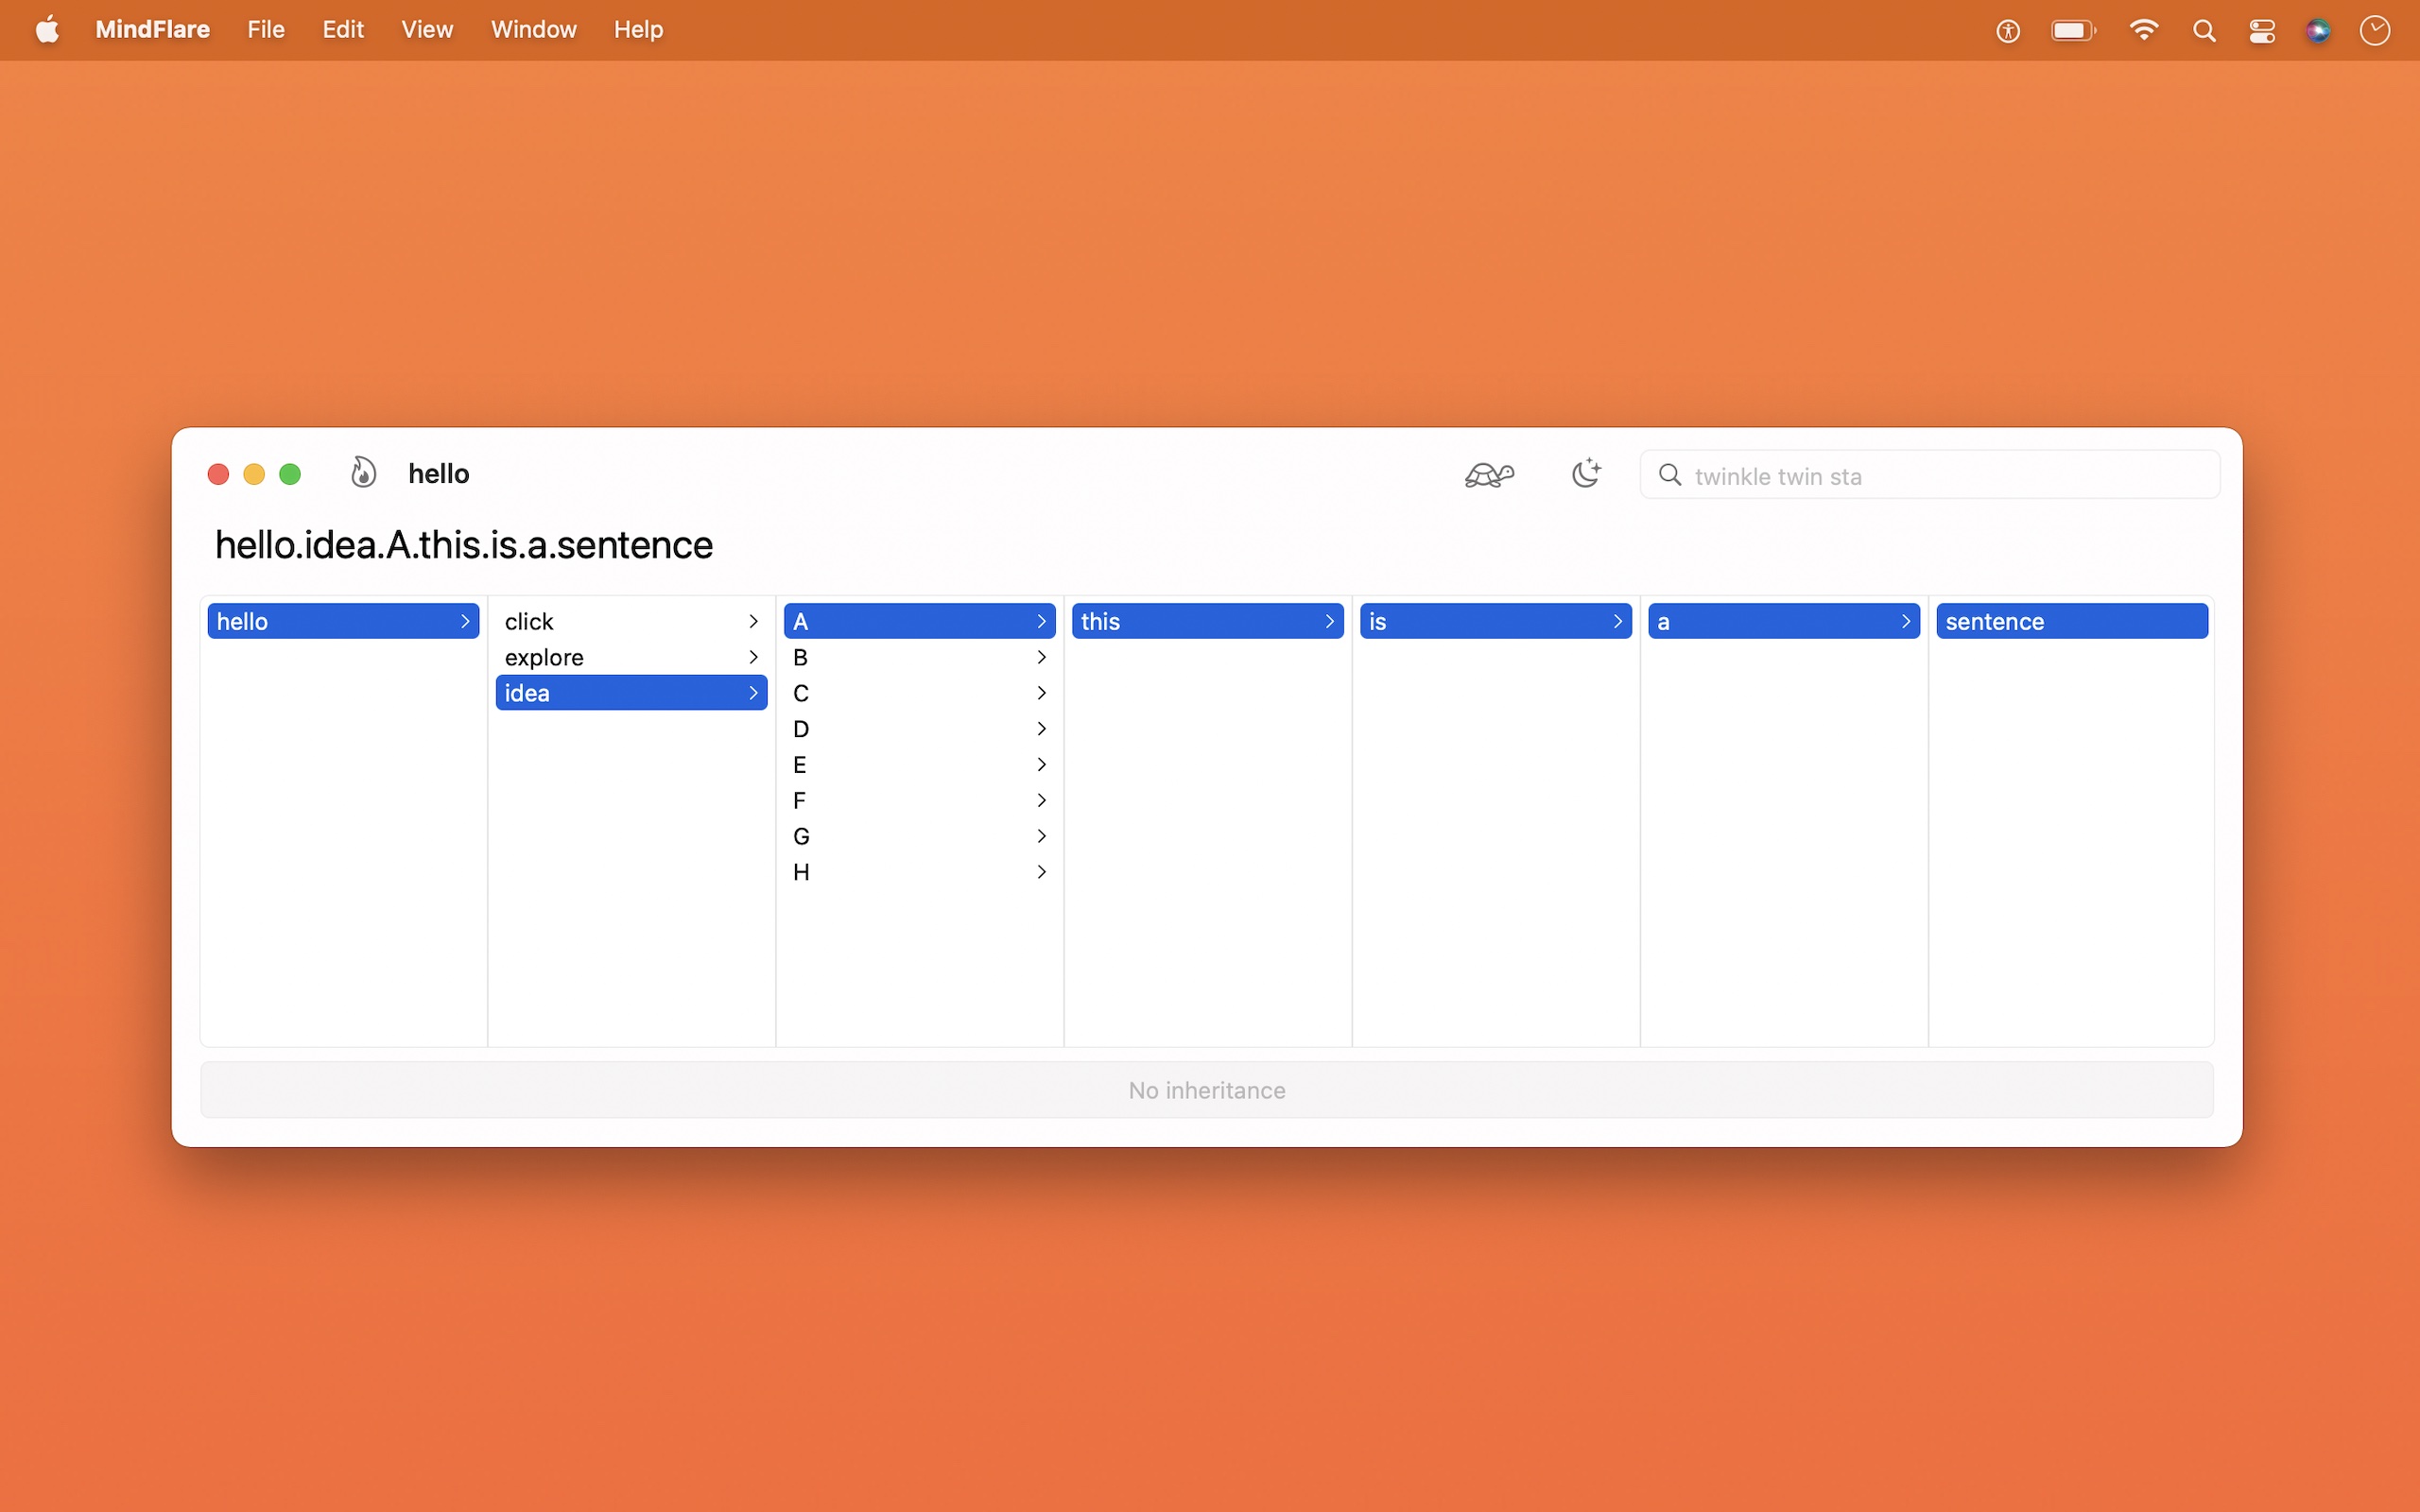 MindFlare File Edit View Window Help
hello
twinkle twin sta
hello.idea.A.this.is.a.sentence
hello
click
explore
idea
A
B
C
D
E
F
G
H
this
is
a
sentence
No inheritance